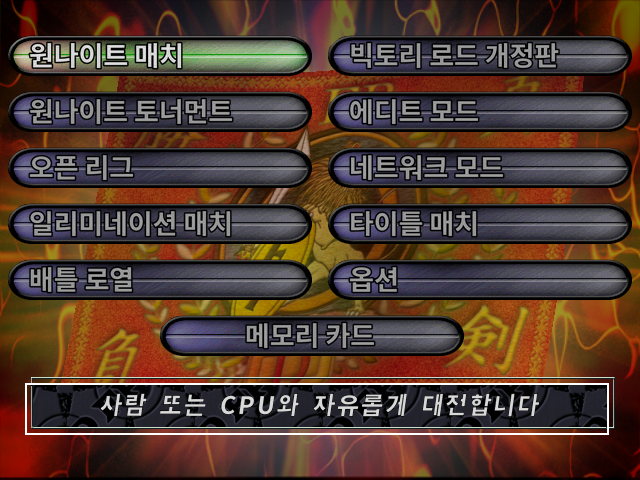 원나이트 매치
빅토리 로드 개정판
원나이트 토너먼트
에디트 모드
오픈 리그
네트워크 모드
일리미네이션 매치
타이틀 매치
배틀 로열
옵션
메모리 카드
사람 또는 CPU와 자유롭게 대전합니다
負
剣